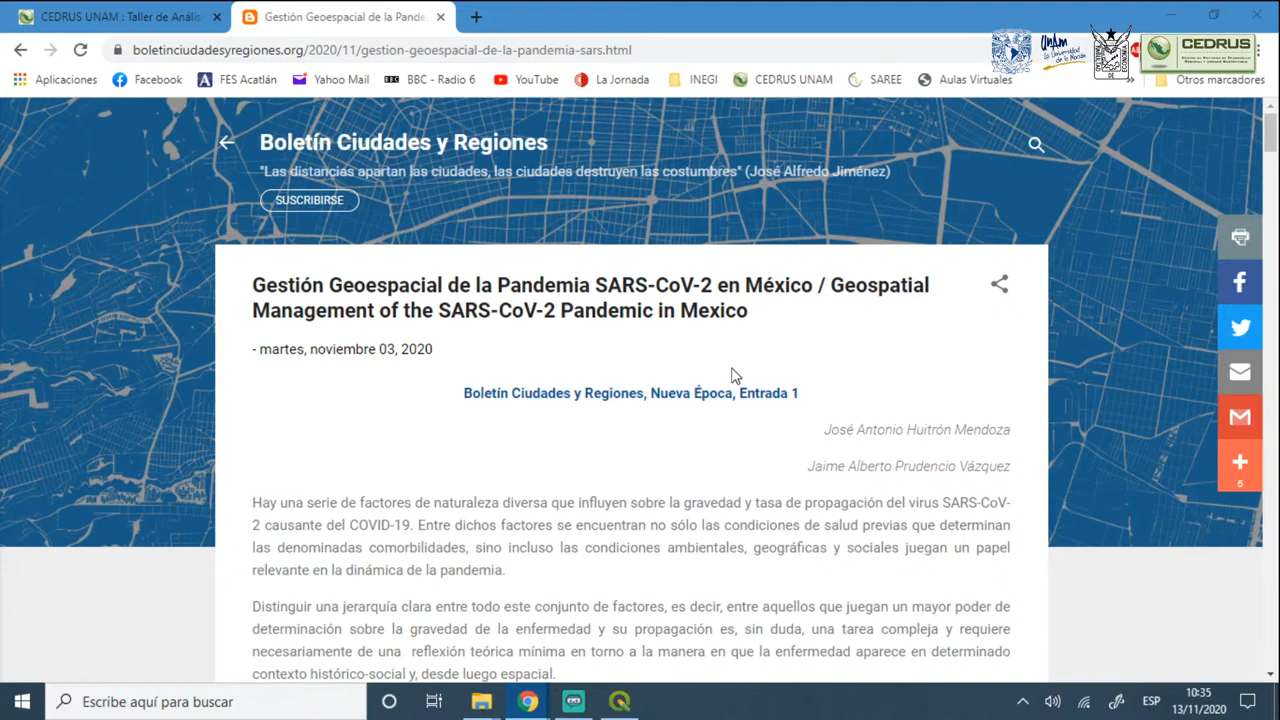 CEDRUS UNAM : Taller de Anális
Gestión Geoespacial de la Pande
boletinciudadesyregiones.org/2020/11/gestion-geoespacial-de-la-pandemia-sars.html
UNAM
La Universidad
de la Nación
CEDRUS
Aplicaciones
Facebook
FES Acatlán
Yahoo Mail
BBC - Radio 6
YouTube
La Jornada
INEGI
CEDRUS UNAM
SAREE
Aulas Virtuales
Otros marcadores
Boletín Ciudades y Regiones
"Las distancias apartan las ciudades, las ciudades destruyen las costumbres" (José Alfredo Jiménez)
SUSCRIBIRSE
Gestión Geoespacial de la Pandemia SARS-CoV-2 en México / Geospatial
Management of the SARS-CoV-2 Pandemic in Mexico
- martes, noviembre 03, 2020
Boletín Ciudades y Regiones, Nueva Época, Entrada 1
José Antonio Huitrón Mendoza
Jaime Alberto Prudencio Vázquez
5
Hay una serie de factores de naturaleza diversa que influyen sobre la gravedad y tasa de propagación del virus SARS-CoV-
2 causante del COVID-19. Entre dichos factores se encuentran no sólo las condiciones de salud previas que determinan
las denominadas comorbilidades, sino incluso las condiciones ambientales, geográficas y sociales juegan un papel
relevante en la dinámica de la pandemia.
Distinguir una jerarquía clara entre todo este conjunto de factores, es decir, entre aquellos que juegan un mayor poder de
determinación sobre la gravedad de la enfermedad y su propagación es, sin duda, una tarea compleja y requiere
necesariamente de una reflexión teórica mínima en torno a la manera en que la enfermedad aparece en determinado
contexto histórico-social y, desde luego espacial.
Escribe aquí para buscar
ESP
10:35
13/11/2020